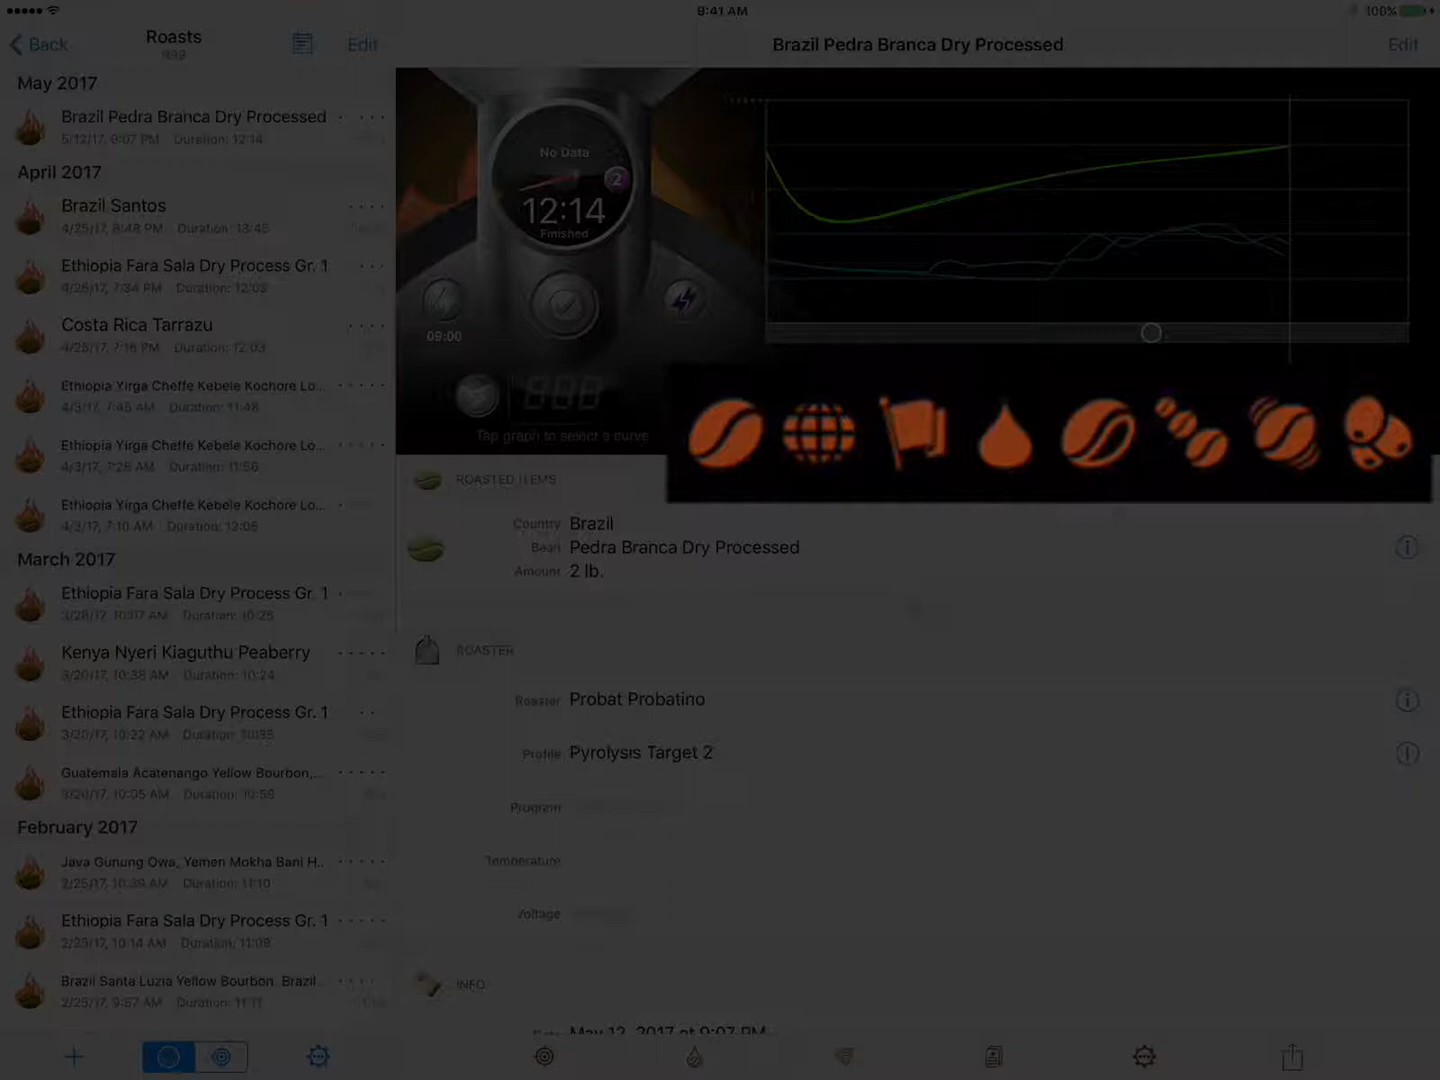 9:41 AM
100%
Back
Roasts
Edit
Brazil Pedra Branca Dry Processed
Edit
May 2017
Brazil Pedra Branca Dry Processed
5/12/17, 9:07 PM Duration: 12:14
April 2017
Brazil Santos
4/25/17, 8:48 PM Duration: 13:45
Ethiopia Fara Sala Dry Process Gr. 1
4/25/17, 7:34 PM Duration: 12:03
Costa Rica Tarrazu
4/25/17, 7:16 PM Duration: 12:03
Ethiopia Yirga Cheffe Kebele Kochore Lo...
4/3/17, 7:45 AM Duration: 11:48
Ethiopia Yirga Cheffe Kebele Kochore Lo...
4/3/17, 7:28 AM Duration: 11:56
Ethiopia Yirga Cheffe Kebele Kochore Lo...
4/3/17, 7:10 AM Duration: 12:05
March 2017
Ethiopia Fara Sala Dry Process Gr. 1
3/28/17, 10:07 AM Duration: 10:25
Kenya Nyeri Kiaguthu Peaberry
3/20/17, 10:38 AM Duration: 10:24
Ethiopia Fara Sala Dry Process Gr. 1
3/20/17, 10:22 AM Duration: 10:35
Guatemala Acatenango Yellow Bourbon,...
3/20/17, 10:05 AM Duration: 10:59
February 2017
Java Gunung Owa, Yemen Mokha Bani H..
2/25/17, 10:39 AM Duration: 11:10
Ethiopia Fara Sala Dry Process Gr. 1
2/25/17, 10:14 AM Duration: 11:09
Brazil Santa Luzia Yellow Bourbon, Brazil
2/25/17, 9:57 AM Duration: 11:11
No Data
2
12:14
Finished
09:00
888
Tap graph to select a curve
ROASTED ITEMS
Country Brazil
Bean Pedra Branca Dry Processed
Amount 2 lb.
ROASTER
Roaster Probat Probatino
Profile Pyrolysis Target 2
Program
Temperature
Voltage
INFO
Date May 12, 2017 at 9:07 PM